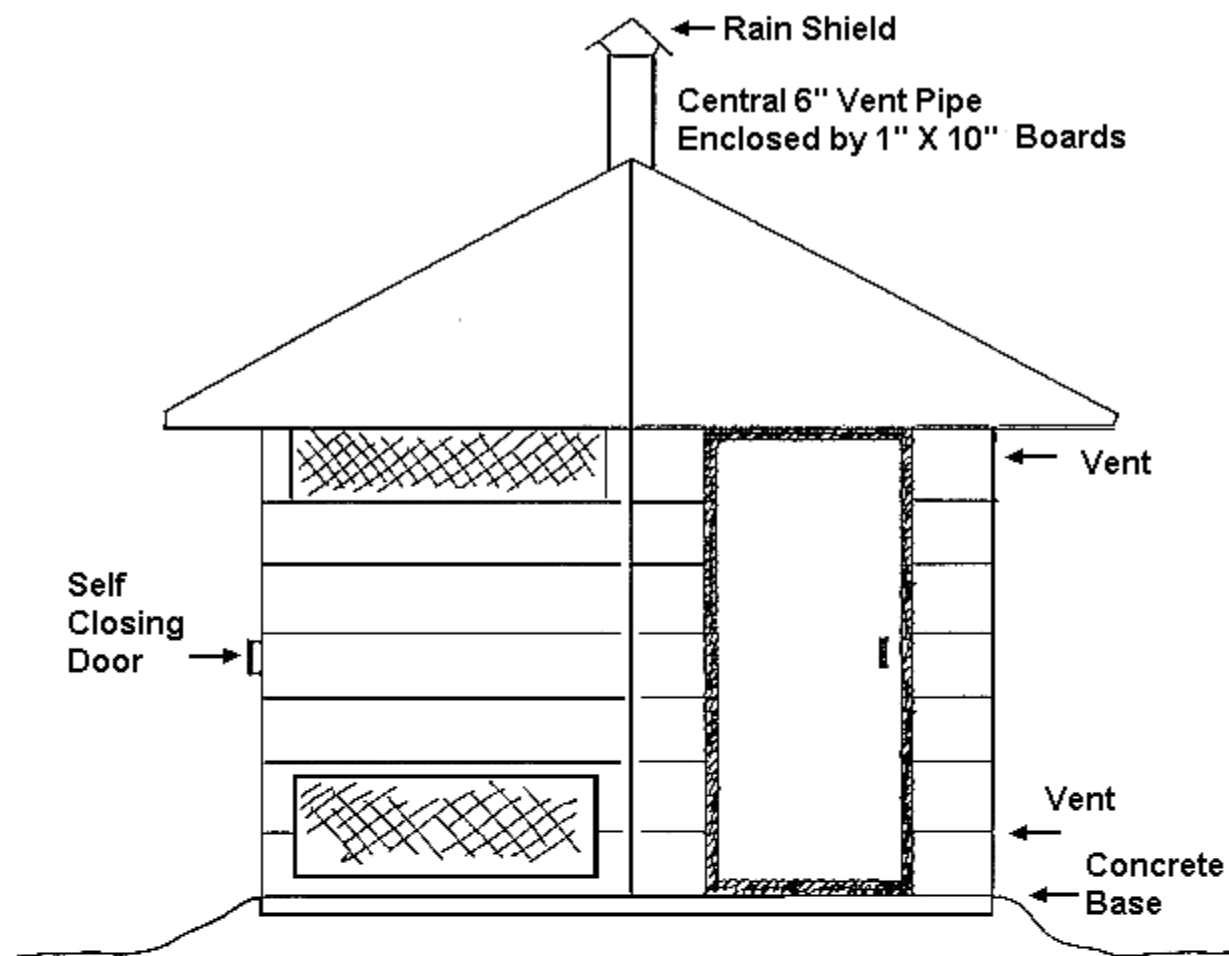 Rain Shield
Central 6" Vent Pipe
Enclosed by 1" X 10" Boards
Vent
Self
Closing
Door
Vent
Concrete
Base